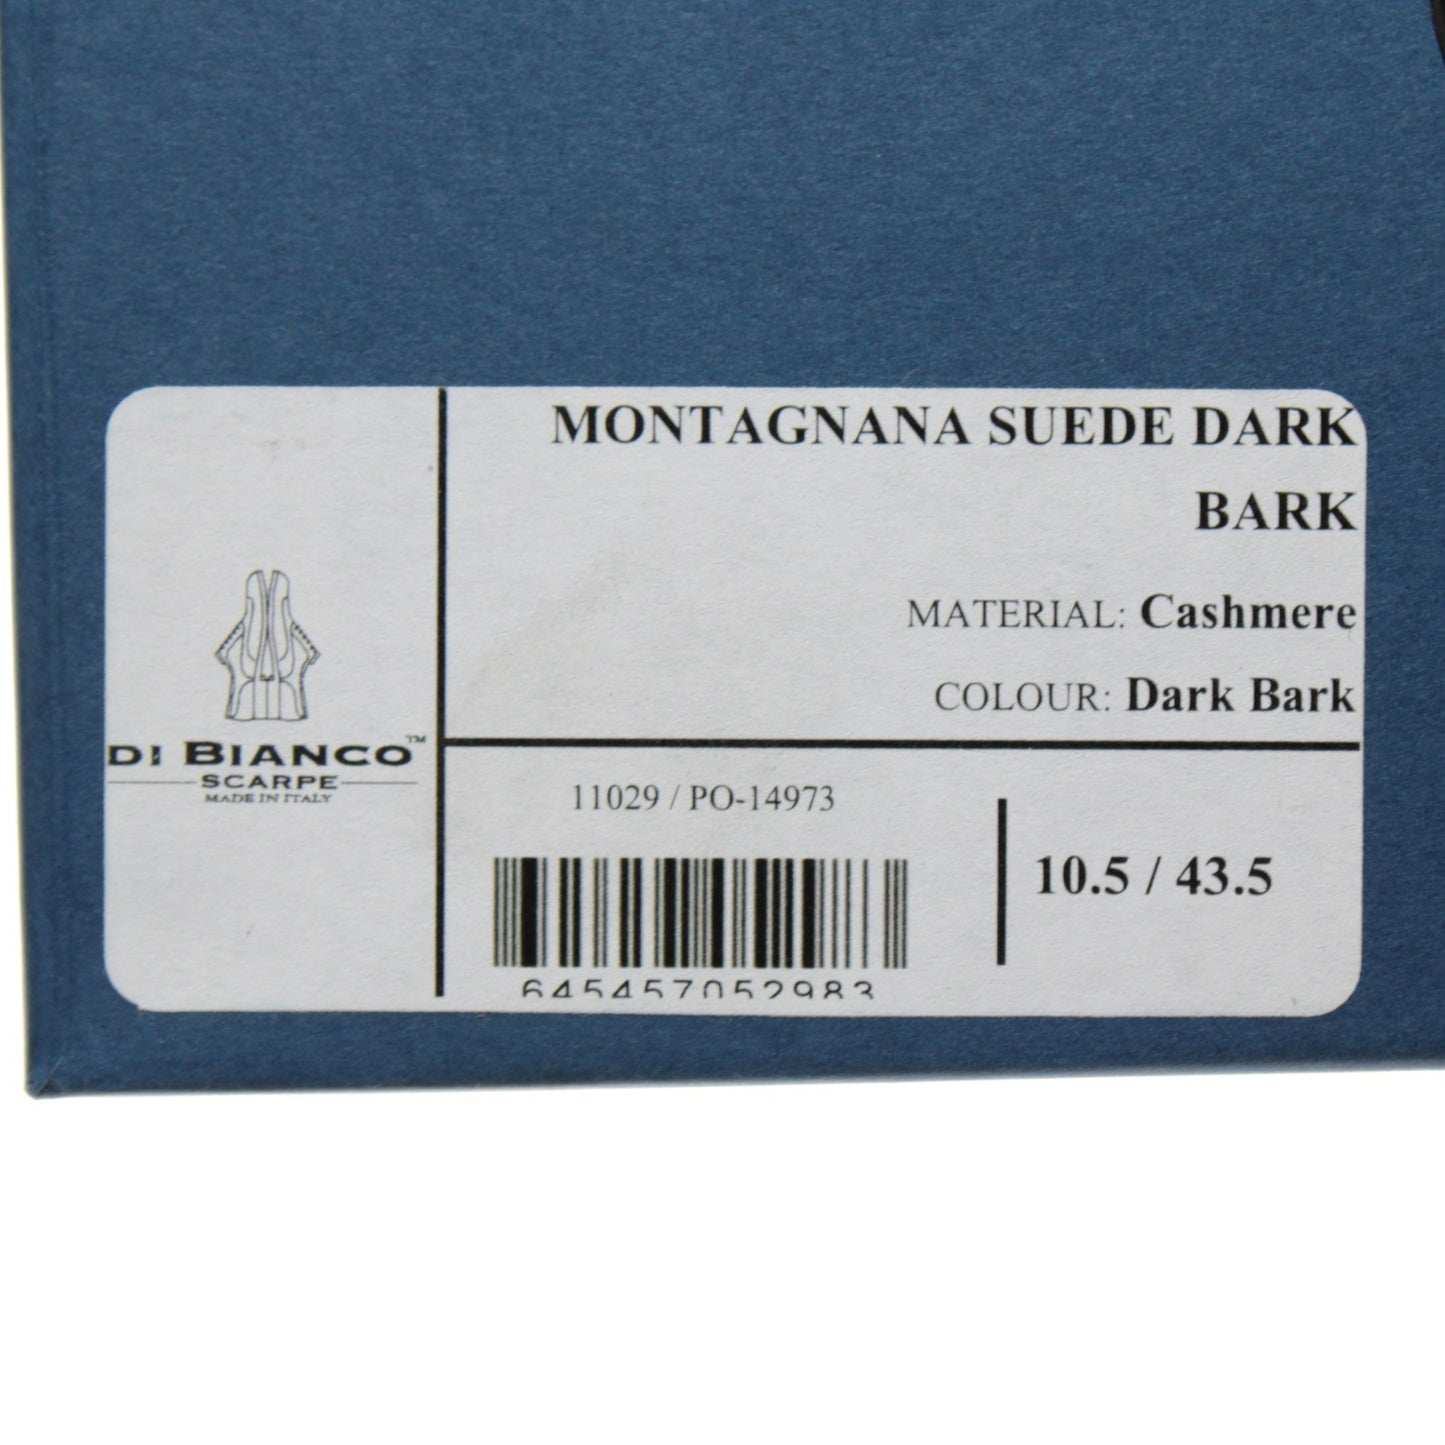 MONTAGNANA SUEDE DARK
BARK
MATERIAL: Cashmere
COLOUR: Dark Bark
DI BIANCO™
SCARPE
MADE IN ITALY
11029 / PO-14973
10.5 / 43.5
645457052983